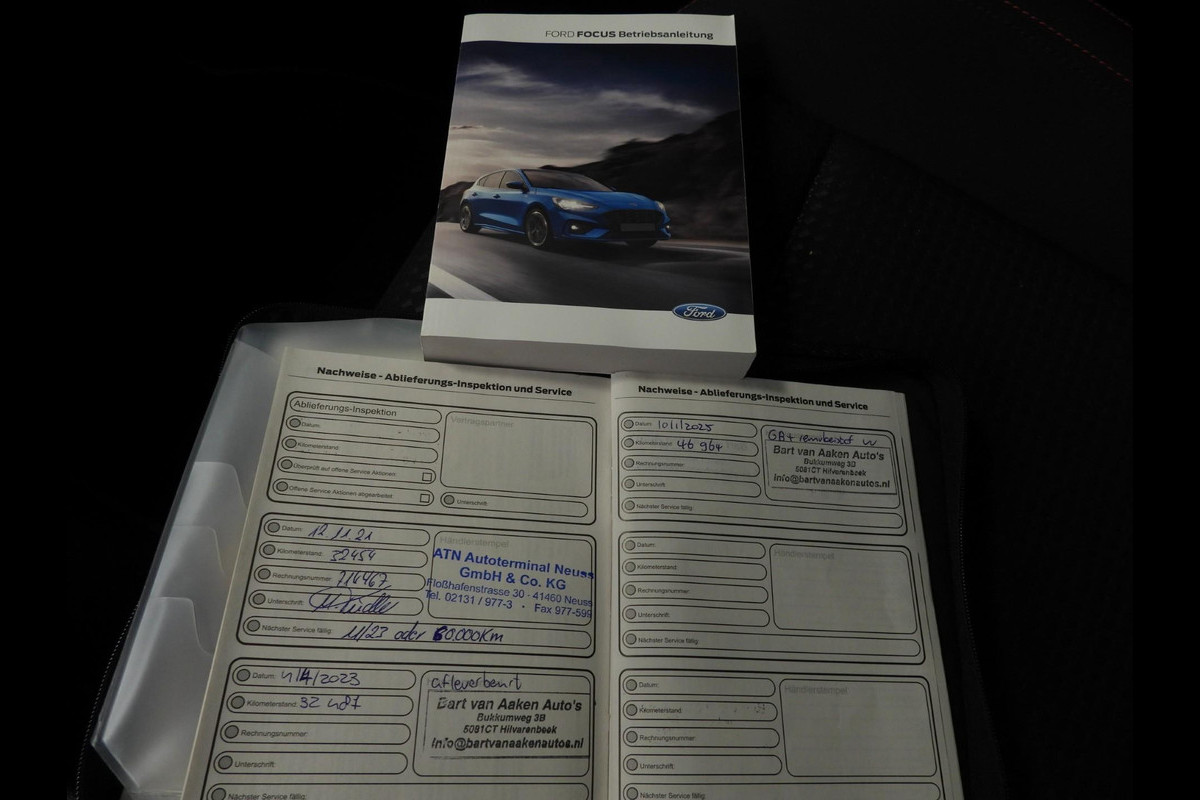 FORD FOCUS Betriebsanleitung
Ford
Nachweise - Ablieferungs-Inspektion und Service
Ablieferungs-Inspektion
Datum:
Kilometerstand:
Überprüft auf offene Service Aktionen:
Offene Service Aktionen abgearbeitet:
Vertragspartner
Unterschrift:
Datum: 12.11.21
Kilometerstand: 32454
Rechnungsnummer:
Unterschrift:
Nächster Service fällig: 11/23 oder 60.000Km
Händlerstempel
ATN Autoterminal Neuss
GmbH & Co. KG
Floßhafenstrasse 30 - 41460 Neuss
Tel. 02131 / 977-3 • Fax 977-599
Datum: 4/4/2023
Kilometerstand: 32 487
Rechnungsnummer:
Unterschrift:
Nächster Service fällig:
afleverbeurt
Bart van Aaken Auto's
Bukkumweg 3B
5081CT Hilvarenbeek
info@bartvanaakenautos.nl
Nachweise - Ablieferungs-Inspektion und Service
Datum: 10/1/2025
Kilometerstand: 46 964
Rechnungsnummer:
Unterschrift:
Nächster Service fällig:
Bart van Aaken Auto's
Bukkumweg 3B
5081CT Hilvarenbeek
info@bartvanaakenautos.nl
Datum:
Kilometerstand:
Rechnungsnummer:
Unterschrift:
Nächster Service fällig:
Händlerstempel
Datum:
Kilometerstand:
Rechnungsnummer:
Unterschrift:
Nächster Service fällig:
Händlerstempel